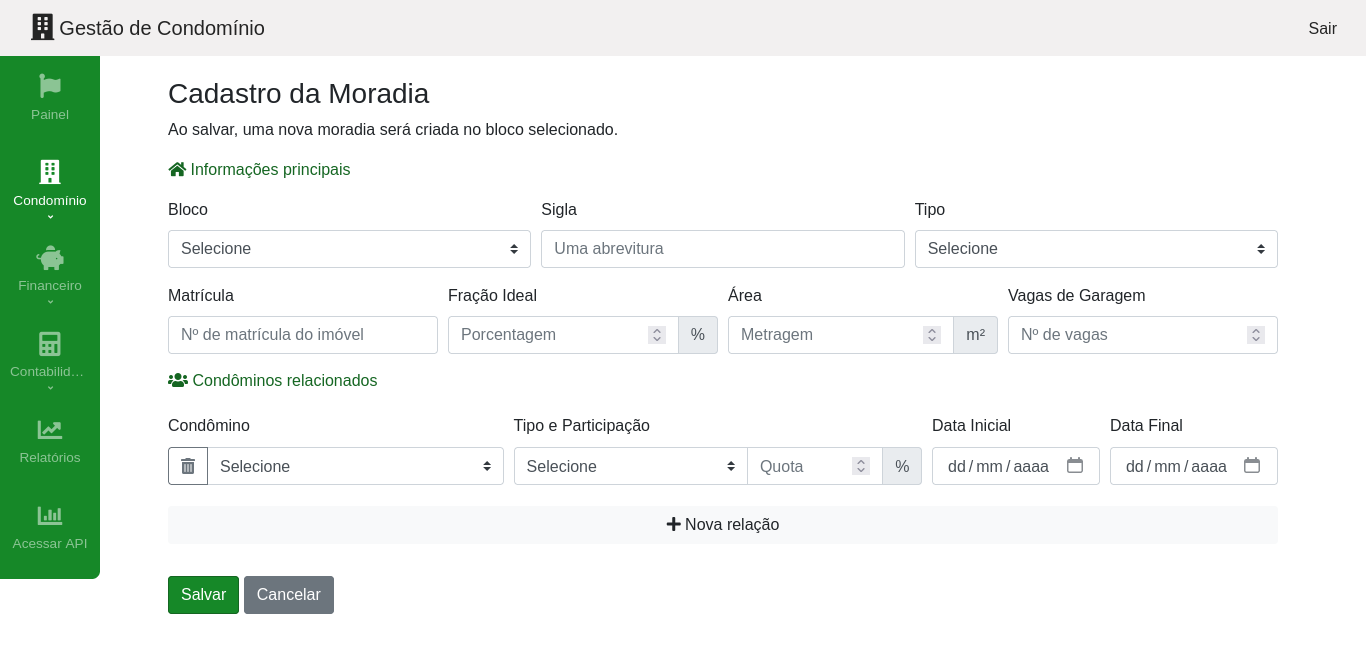 Gestão de Condomínio
Sair
Painel
Condomínio
Financeiro
Contabilid...
Relatórios
Acessar API
Cadastro da Moradia
Ao salvar, uma nova moradia será criada no bloco selecionado.
Informações principais
Bloco Sigla Tipo
Selecione Uma abrevitura Selecione
Matrícula Fração Ideal Área Vagas de Garagem
Nº de matrícula do imóvel Porcentagem % Metragem m² Nº de vagas
Condôminos relacionados
Condômino Tipo e Participação Data Inicial Data Final
Selecione Selecione Quota % dd/mm/aaaa dd/mm/aaaa
Nova relação
Salvar Cancelar